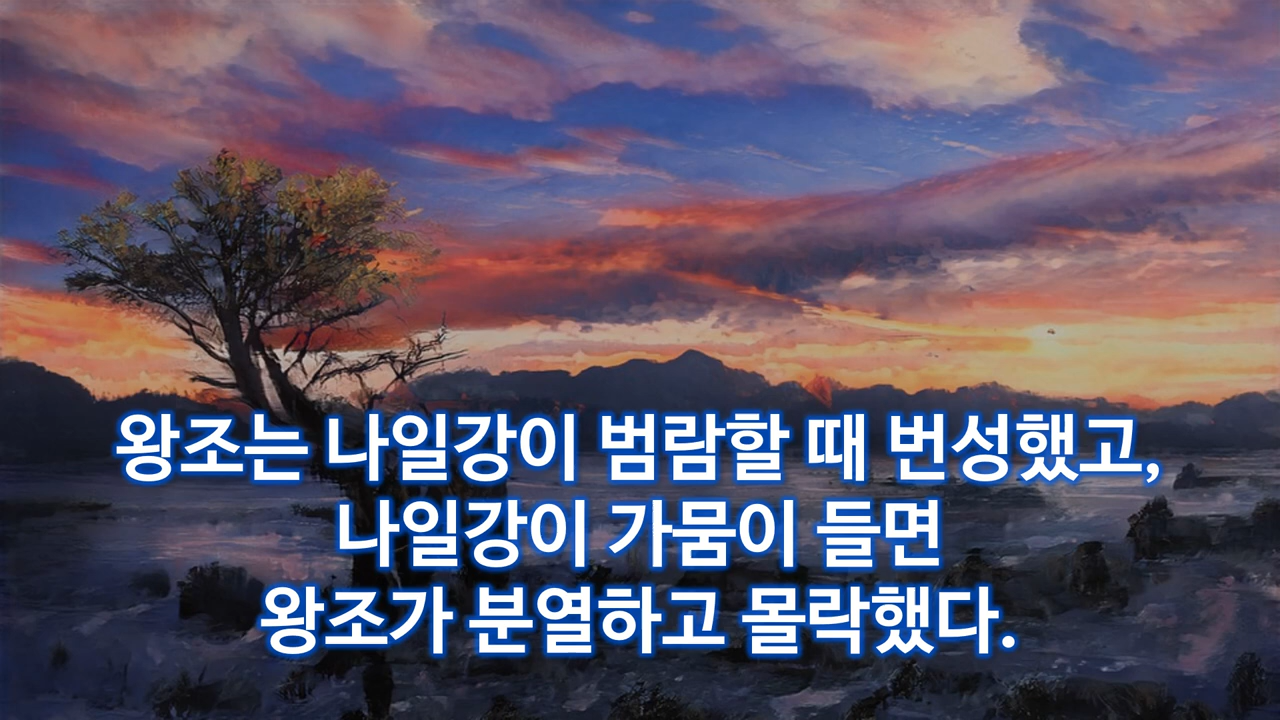 왕조는 나일강이 범람할 때 번성했고,
나일강이 가뭄이 들면
왕조가 분열하고 몰락했다.